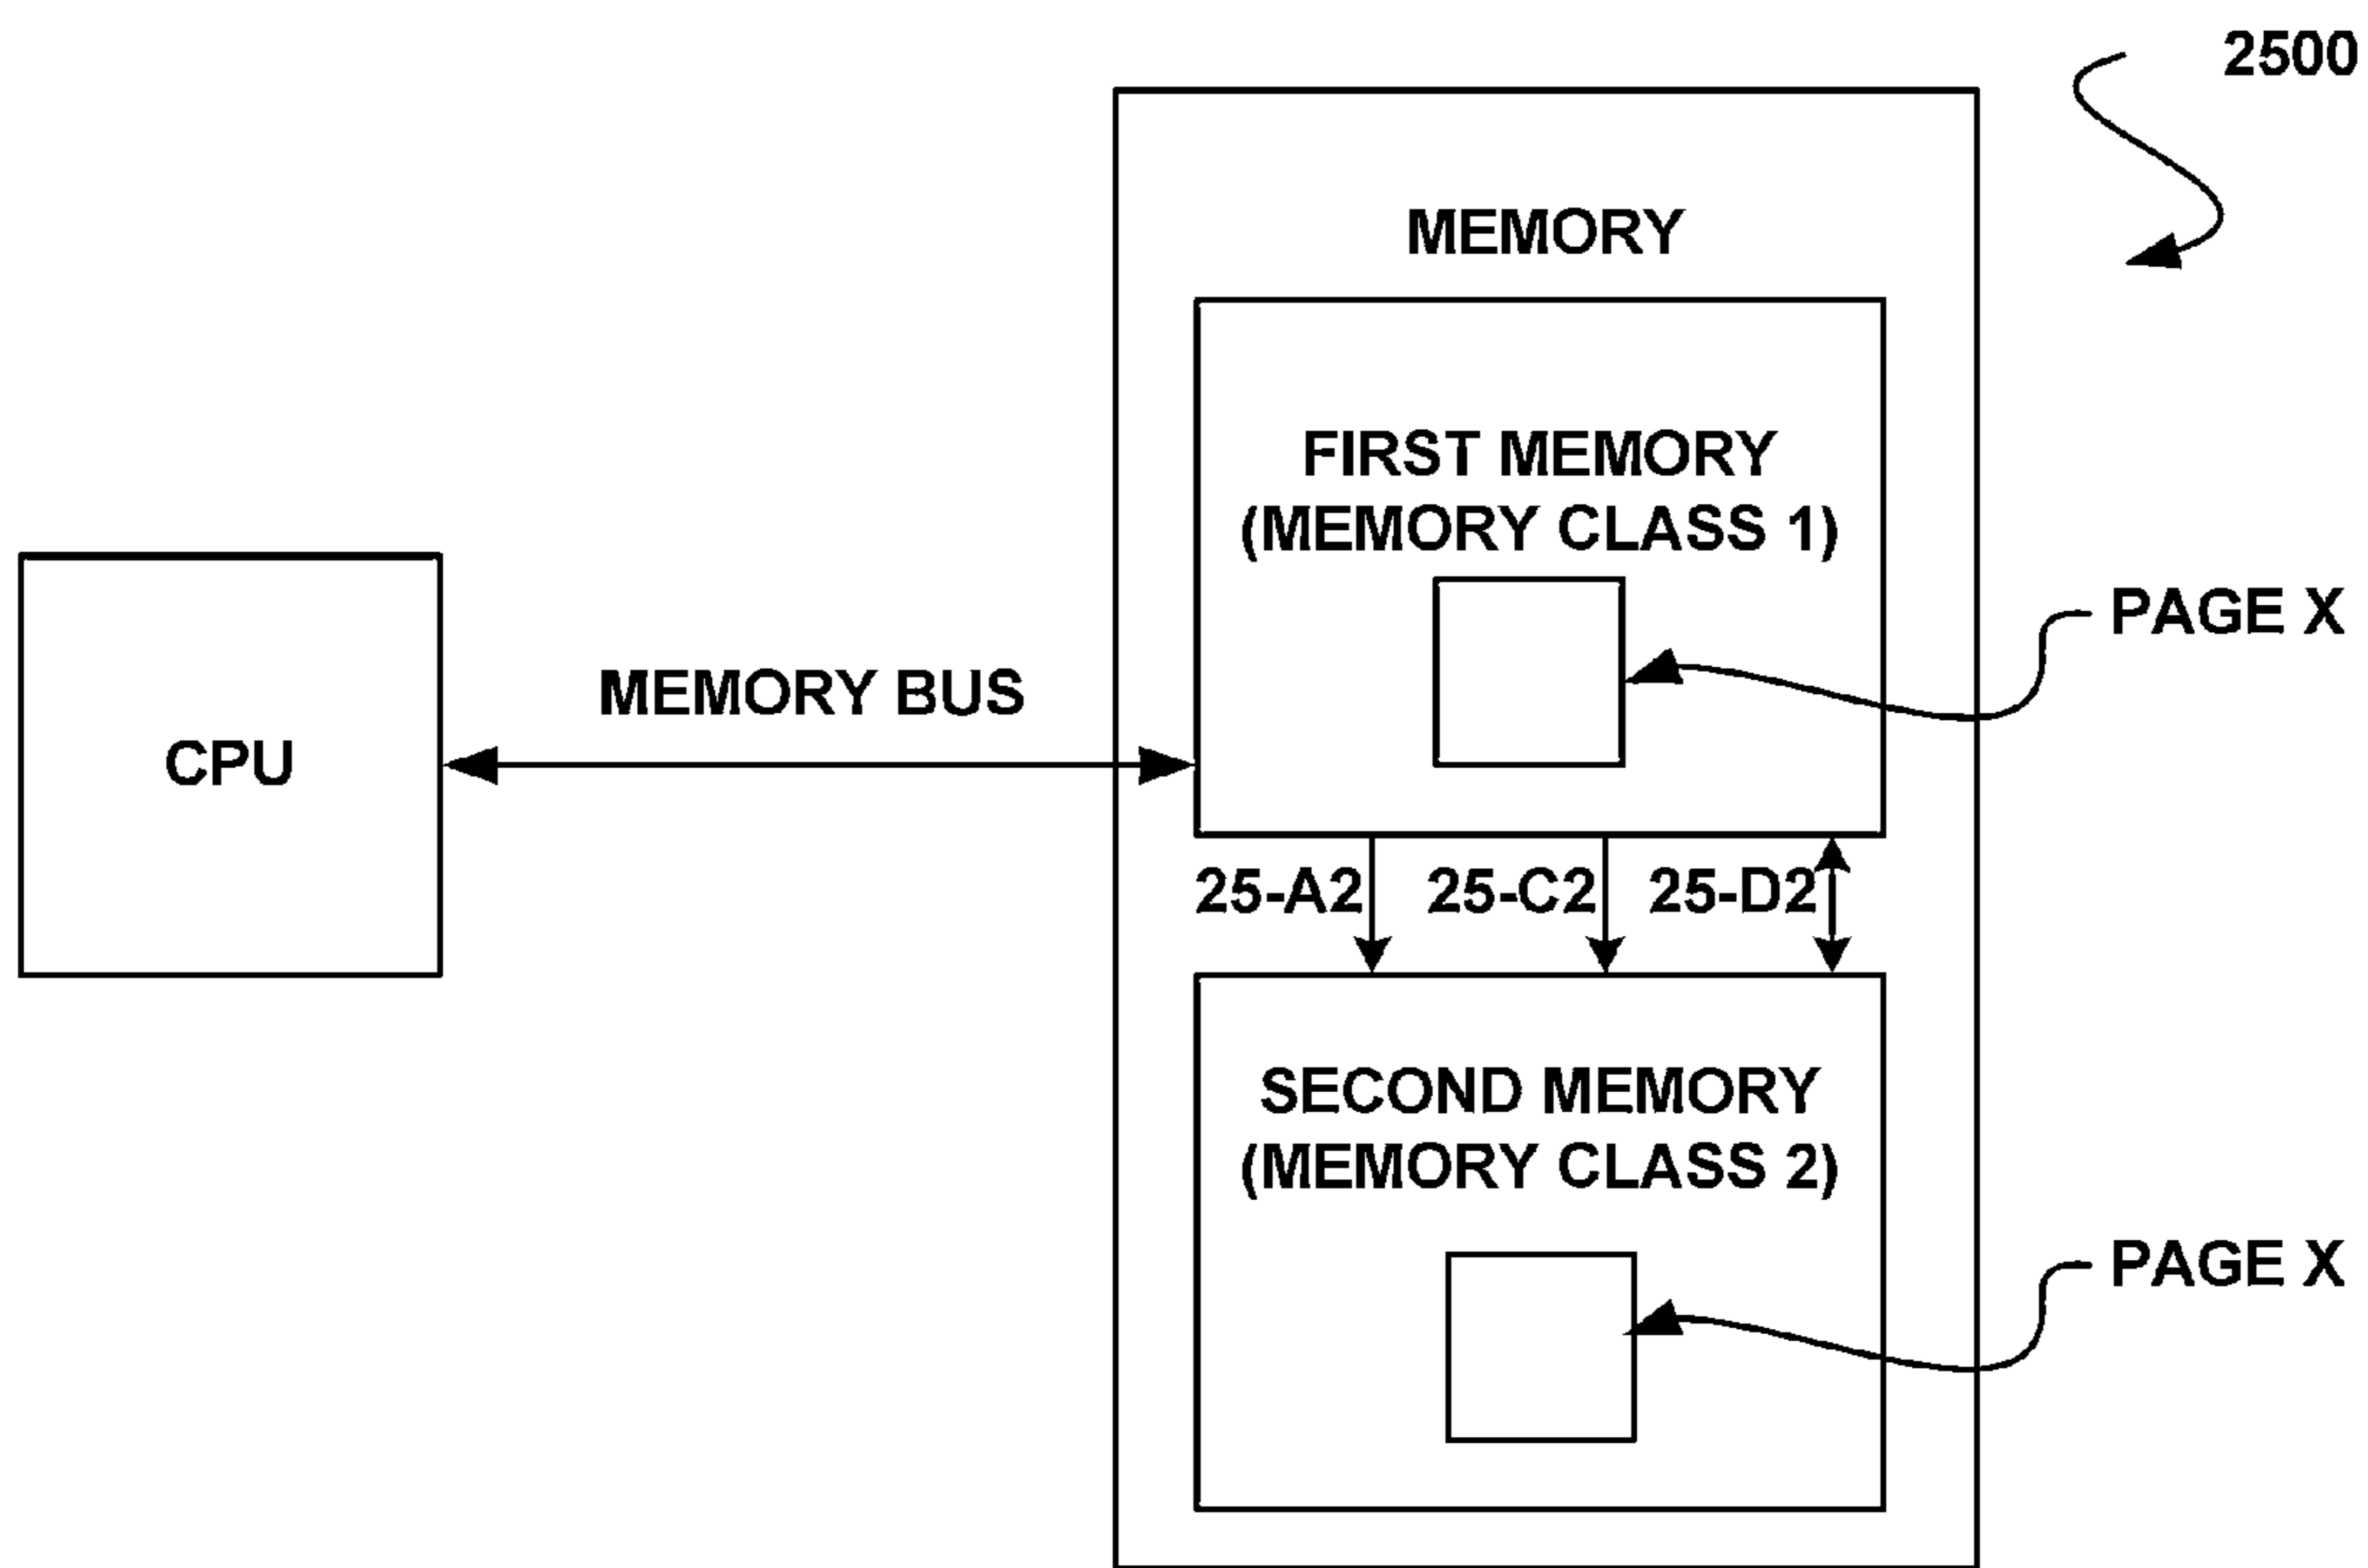 2500
MEMORY
FIRST MEMORY
(MEMORY CLASS 1)
PAGE X
MEMORY BUS
CPU
25-A2
25-C2
25-D2
SECOND MEMORY
(MEMORY CLASS 2)
PAGE X